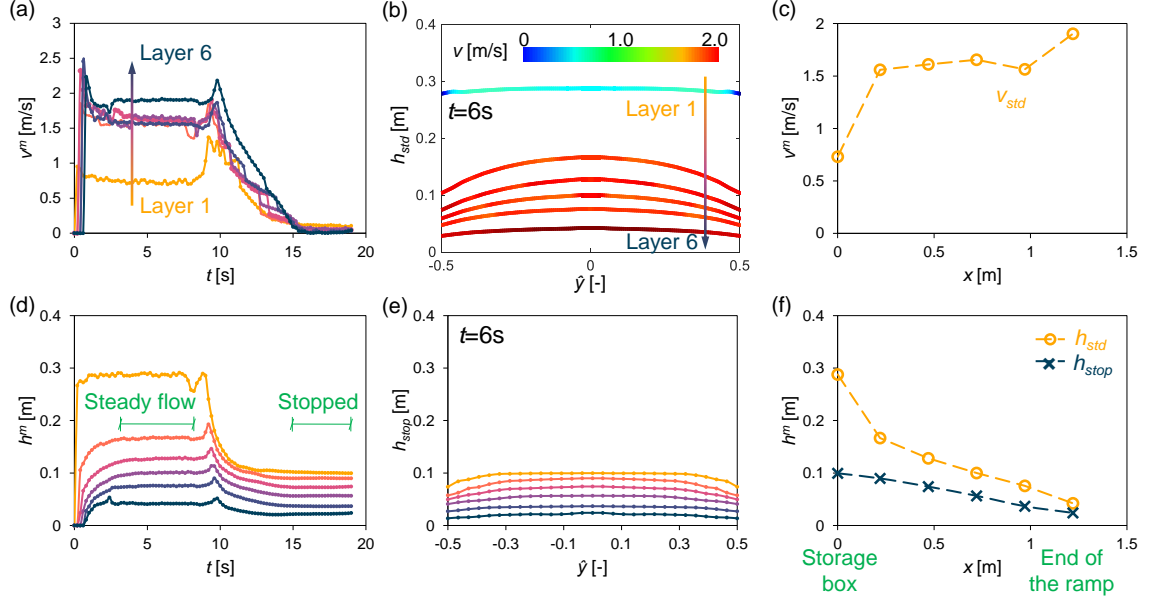 (a)
3
2.5
2
1.5
1
0.5
0
v^m [m/s]
Layer 6
Layer 1
0
5
10
15
20
t [s]
(b)
0.4
0.3
0.2
0.1
0
h_std [m]
v [m/s]
0
1.0
2.0
t=6s
Layer 1
Layer 6
-0.5
0
0.5
ŷ [-]
(c)
2
1.5
1
0.5
0
v^m [m/s]
v_std
0
0.5
1
1.5
x [m]
(d)
0.4
0.3
0.2
0.1
0
h^m [m]
Steady flow
Stopped
0
5
10
15
20
t [s]
(e)
0.4
0.3
0.2
0.1
0
h_stop [m]
t=6s
-0.5
-0.3
-0.1
0.1
0.3
0.5
ŷ [-]
(f)
0.4
0.3
0.2
0.1
0
h^m [m]
h_std
h_stop
0
0.5
1
1.5
x [m]
Storage
box
End of
the ramp